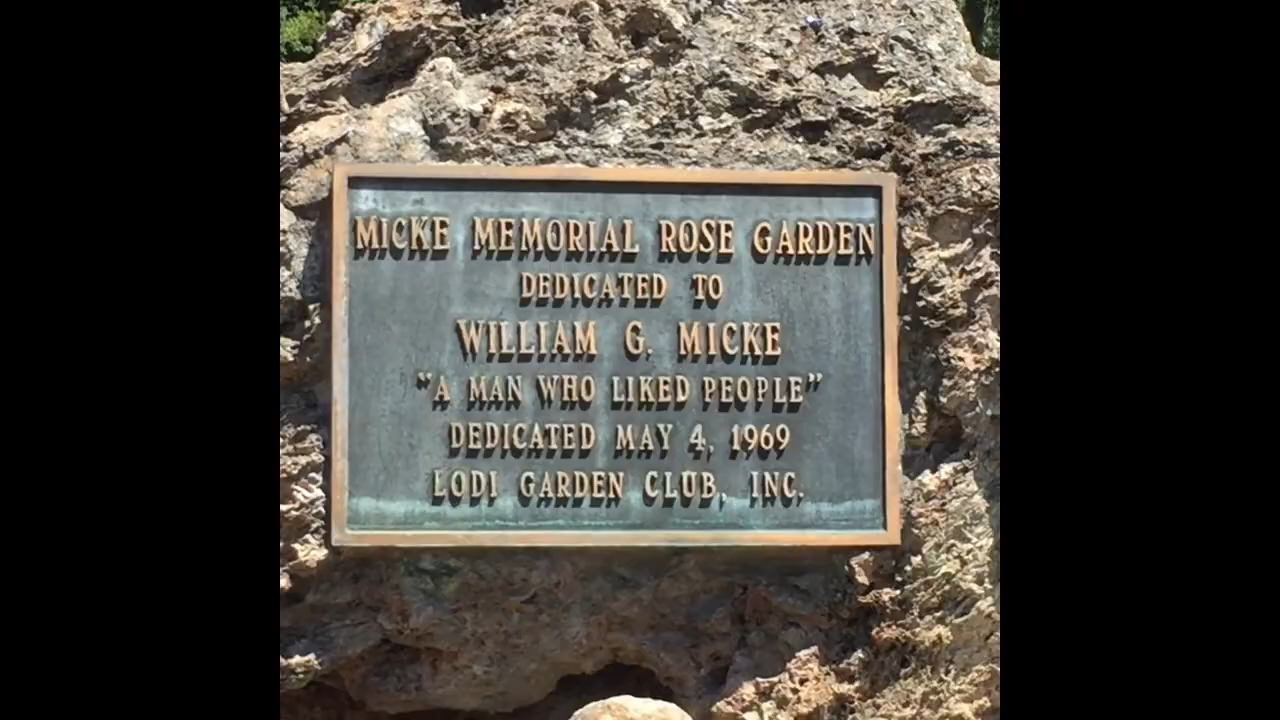 MICKE MEMORIAL ROSE GARDEN
DEDICATED TO
WILLIAM G. MICKE
"A MAN WHO LIKED PEOPLE"
DEDICATED MAY 4, 1969
LODI GARDEN CLUB, INC.